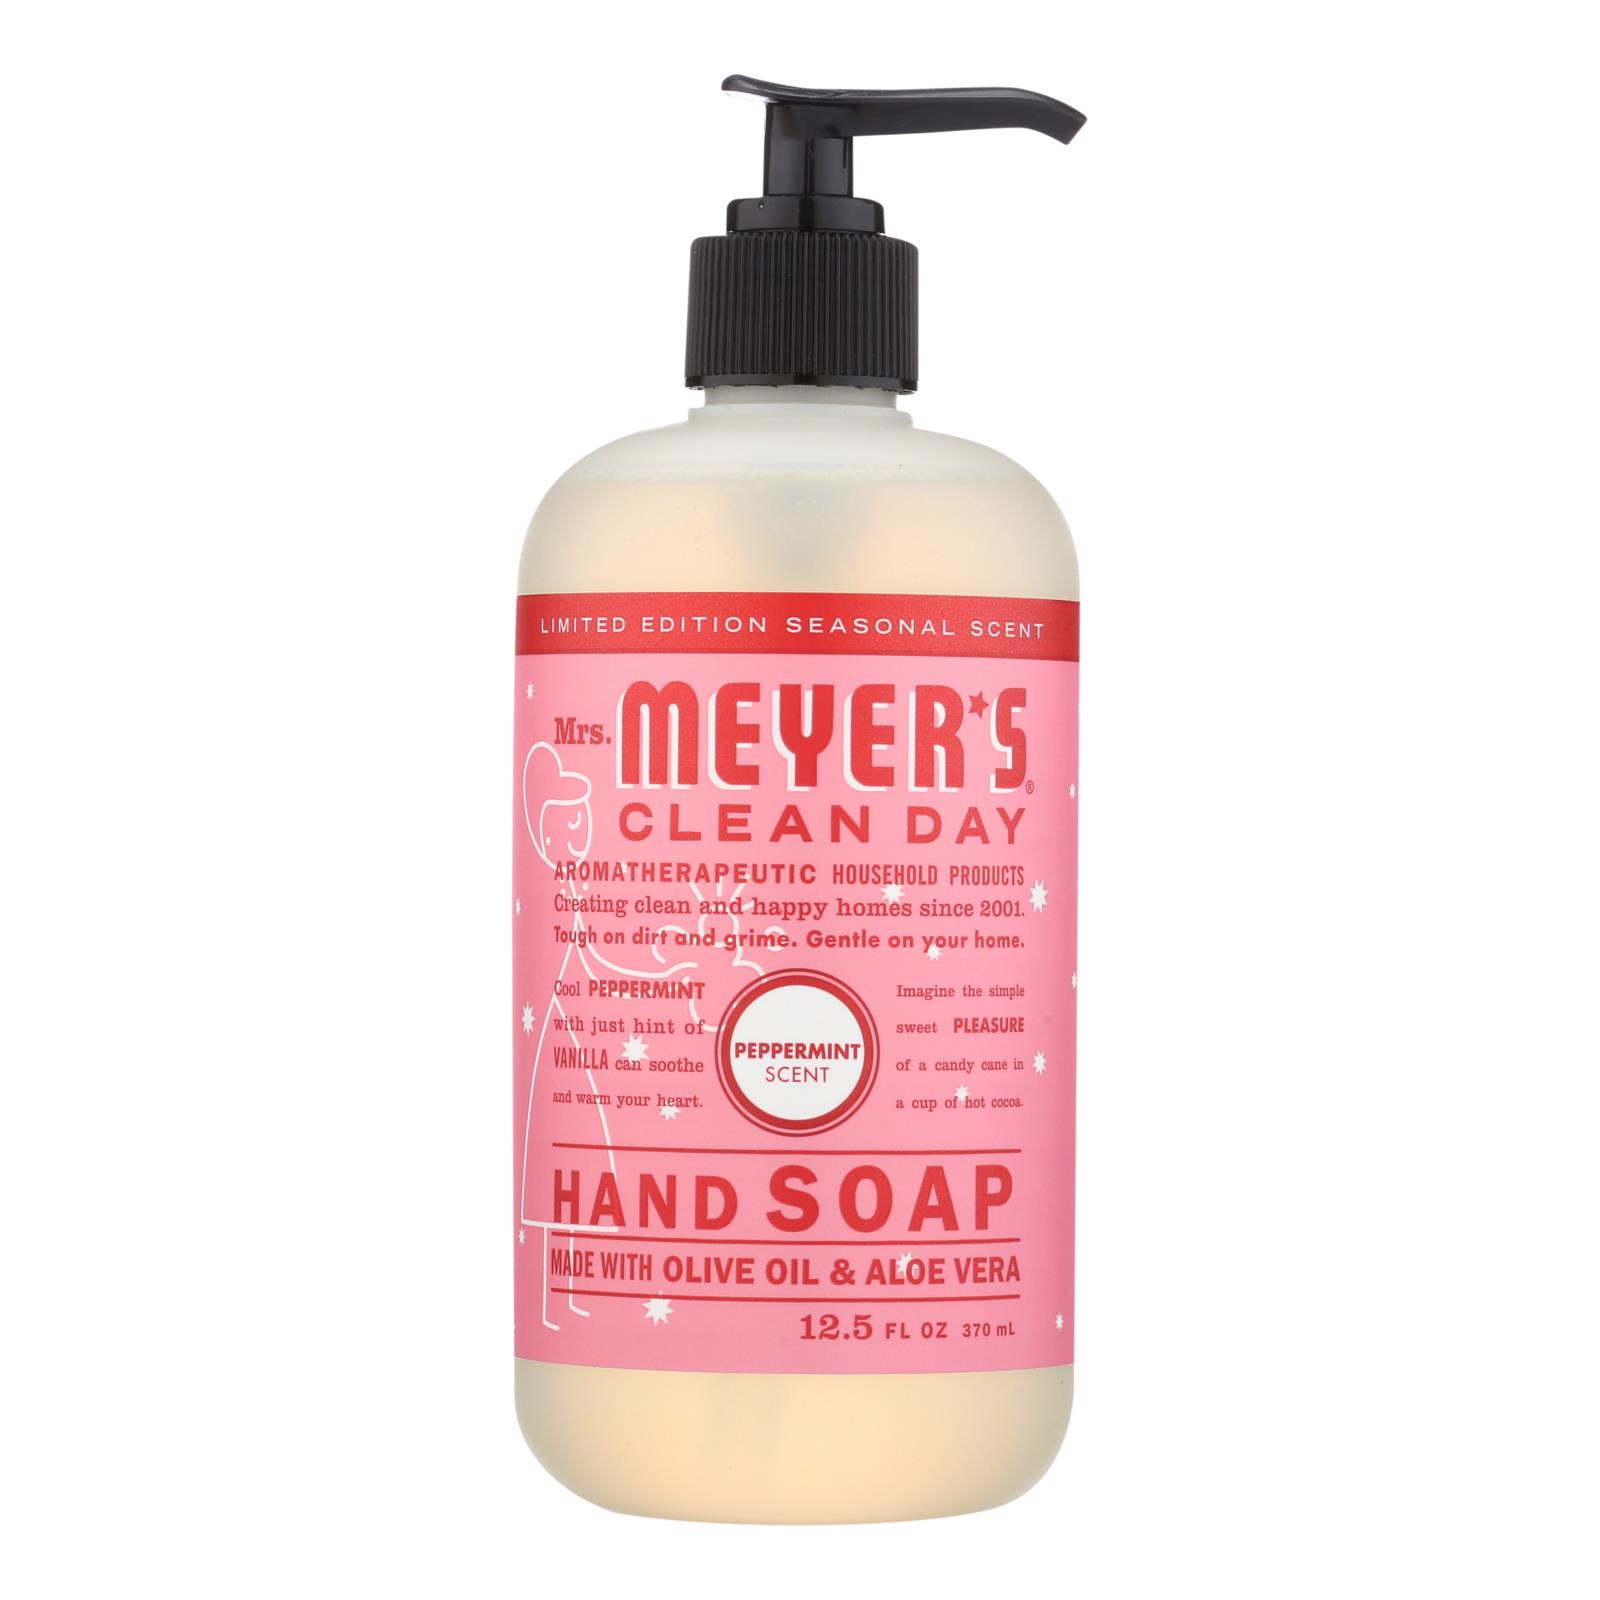 LIMITED EDITION SEASONAL SCENT
Mrs. MEYER'S®
CLEAN DAY
AROMATHERAPEUTIC HOUSEHOLD PRODUCTS
Creating clean and happy homes since 2001.
Tough on dirt and grime. Gentle on your home.
Cool PEPPERMINT
with just hint of
VANILLA can soothe
and warm your heart.
PEPPERMINT
SCENT
Imagine the simple
sweet PLEASURE
of a candy cane in
a cup of hot cocoa.
HAND SOAP
MADE WITH OLIVE OIL & ALOE VERA
12.5 FL OZ 370 mL